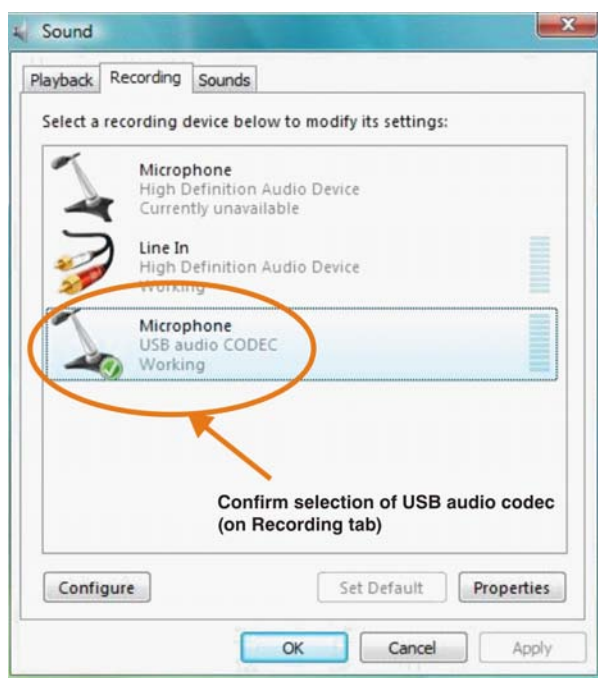 Sound
Playback Recording Sounds
Select a recording device below to modify its settings:
Microphone
High Definition Audio Device
Currently unavailable
Line In
High Definition Audio Device
Working
Microphone
USB audio CODEC
Working
Confirm selection of USB audio codec
(on Recording tab)
Configure Set Default Properties
OK Cancel Apply